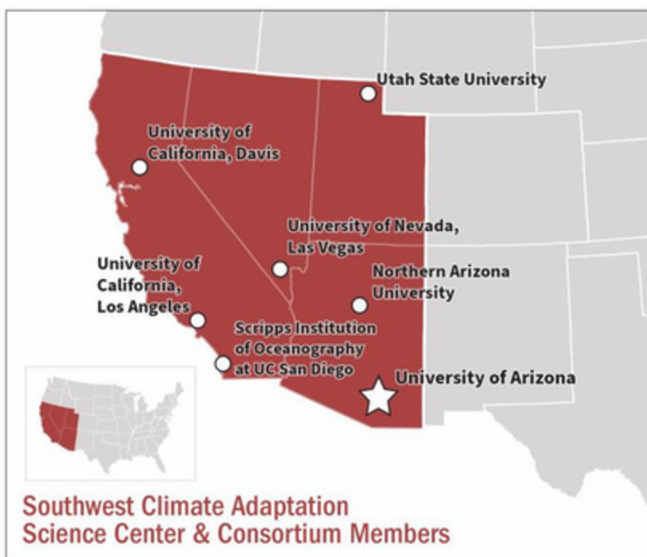 Utah State University
University of
California, Davis
University of Nevada,
Las Vegas
University of
California,
Los Angeles
Northern Arizona
University
Scripps Institution
of Oceanography
at UC San Diego
University of Arizona
Southwest Climate Adaptation
Science Center & Consortium Members